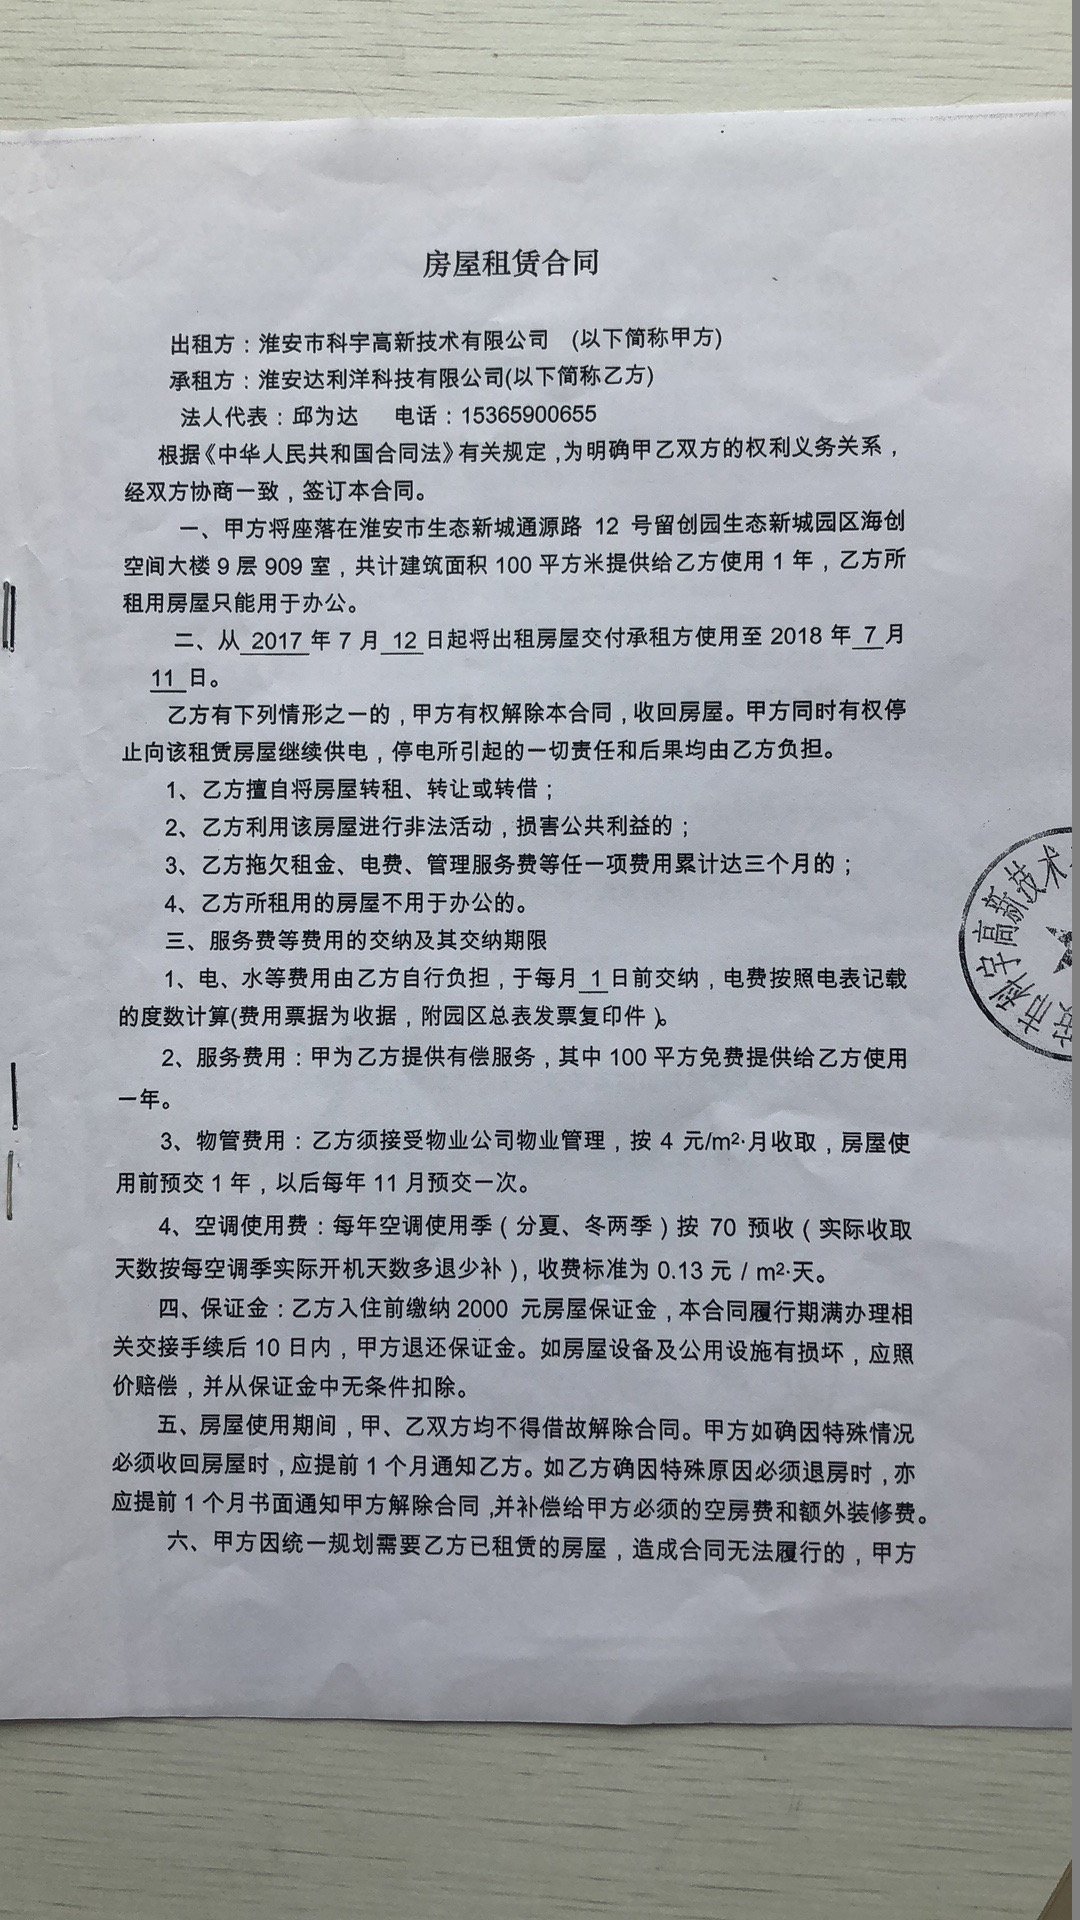 房屋租赁合同
出租方：淮安市科宇高新技术有限公司 (以下简称甲方)
承租方：淮安达利洋科技有限公司(以下简称乙方)
法人代表：邱为达 电话：15365900655
根据《中华人民共和国合同法》有关规定，为明确甲乙双方的权利义务关系，
经双方协商一致，签订本合同。
一、甲方将座落在淮安市生态新城通源路 12 号留创园生态新城园区海创
空间大楼 9 层 909 室，共计建筑面积 100 平方米提供给乙方使用 1 年，乙方所
租用房屋只能用于办公。
二、从 2017 年 7 月 12 日起将出租房屋交付承租方使用至 2018 年 7 月
11 日。
乙方有下列情形之一的，甲方有权解除本合同，收回房屋。甲方同时有权停
止向该租赁房屋继续供电，停电所引起的一切责任和后果均由乙方负担。
1、乙方擅自将房屋转租、转让或转借；
2、乙方利用该房屋进行非法活动，损害公共利益的；
3、乙方拖欠租金、电费、管理服务费等任一项费用累计达三个月的；
4、乙方所租用的房屋不用于办公的。
三、服务费等费用的交纳及其交纳期限
1、电、水等费用由乙方自行负担，于每月 1 日前交纳，电费按照电表记载
的度数计算(费用票据为收据，附园区总表发票复印件)。
2、服务费用：甲为乙方提供有偿服务，其中 100 平方免费提供给乙方使用
一年。
3、物管费用：乙方须接受物业公司物业管理，按 4 元/m²·月收取，房屋使
用前预交 1 年，以后每年 11 月预交一次。
4、空调使用费：每年空调使用季（分夏、冬两季）按 70 预收（实际收取
天数按每空调季实际开机天数多退少补），收费标准为 0.13 元 / m²·天。
四、保证金：乙方入住前缴纳 2000 元房屋保证金，本合同履行期满办理相
关交接手续后 10 日内，甲方退还保证金。如房屋设备及公用设施有损坏，应照
价赔偿，并从保证金中无条件扣除。
五、房屋使用期间，甲、乙双方均不得借故解除合同。甲方如确因特殊情况
必须收回房屋时，应提前 1 个月通知乙方。如乙方确因特殊原因必须退房时，亦
应提前 1 个月书面通知甲方解除合同，并补偿给甲方必须的空房费和额外装修费。
六、甲方因统一规划需要乙方已租赁的房屋，造成合同无法履行的，甲方
安市科宇高新技术